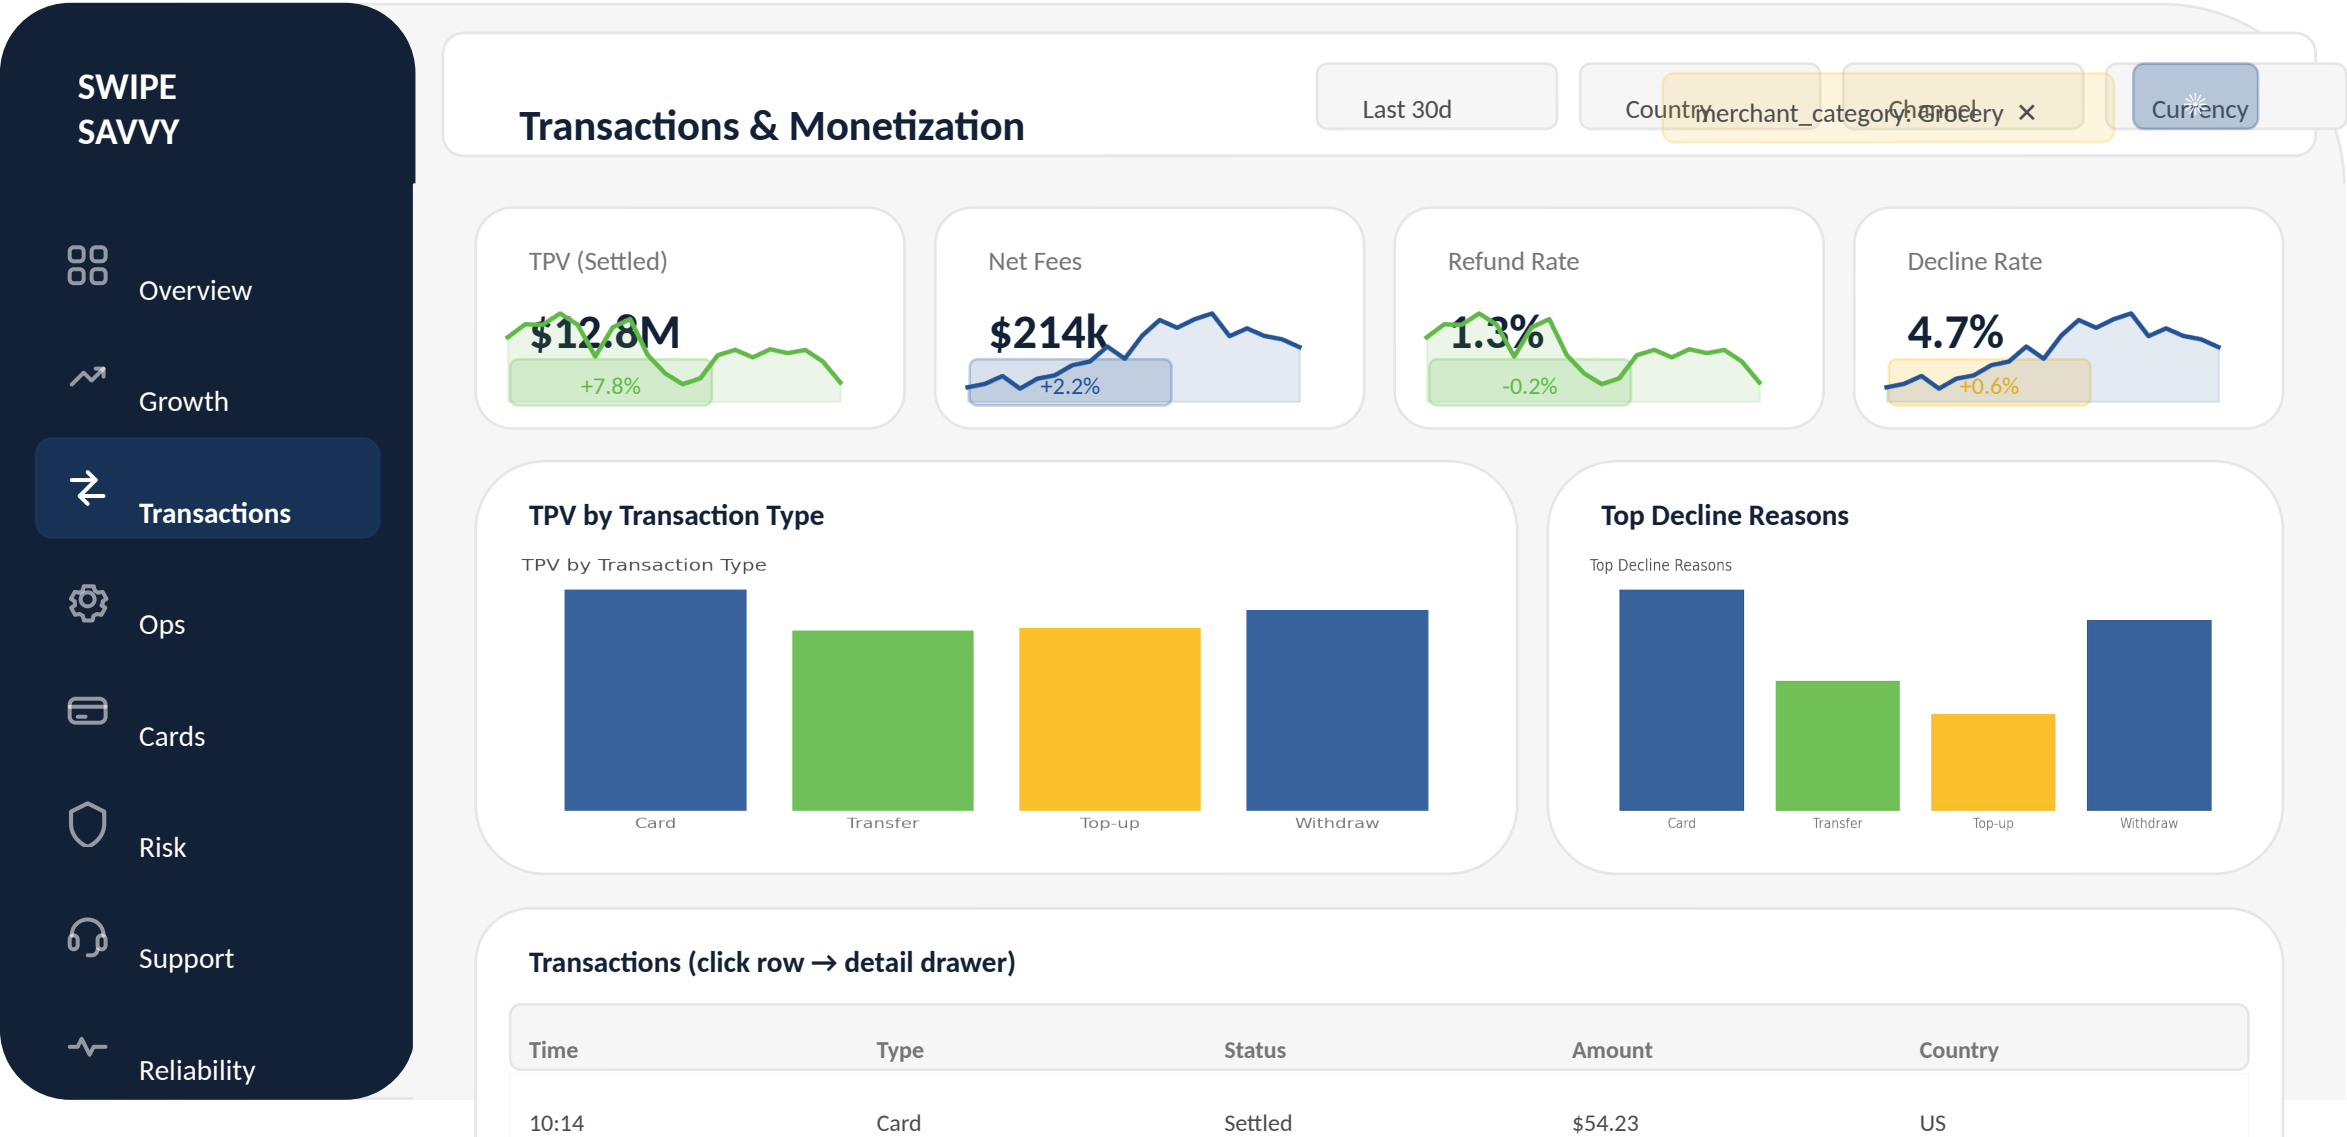 SWIPE
SAVVY
Overview
Growth
Transactions
Ops
Cards
Risk
Support
Reliability
Transactions & Monetization
Last 30d
Country
Channel
merchant_category: Grocery ✕
Currency
TPV (Settled)
$12.8M
+7.8%
Net Fees
$214k
+2.2%
Refund Rate
1.3%
-0.2%
Decline Rate
4.7%
+0.6%
TPV by Transaction Type
TPV by Transaction Type
Card Transfer Top-up Withdraw
Top Decline Reasons
Top Decline Reasons
Card Transfer Top-up Withdraw
Transactions (click row → detail drawer)
Time Type Status Amount Country
10:14 Card Settled $54.23 US